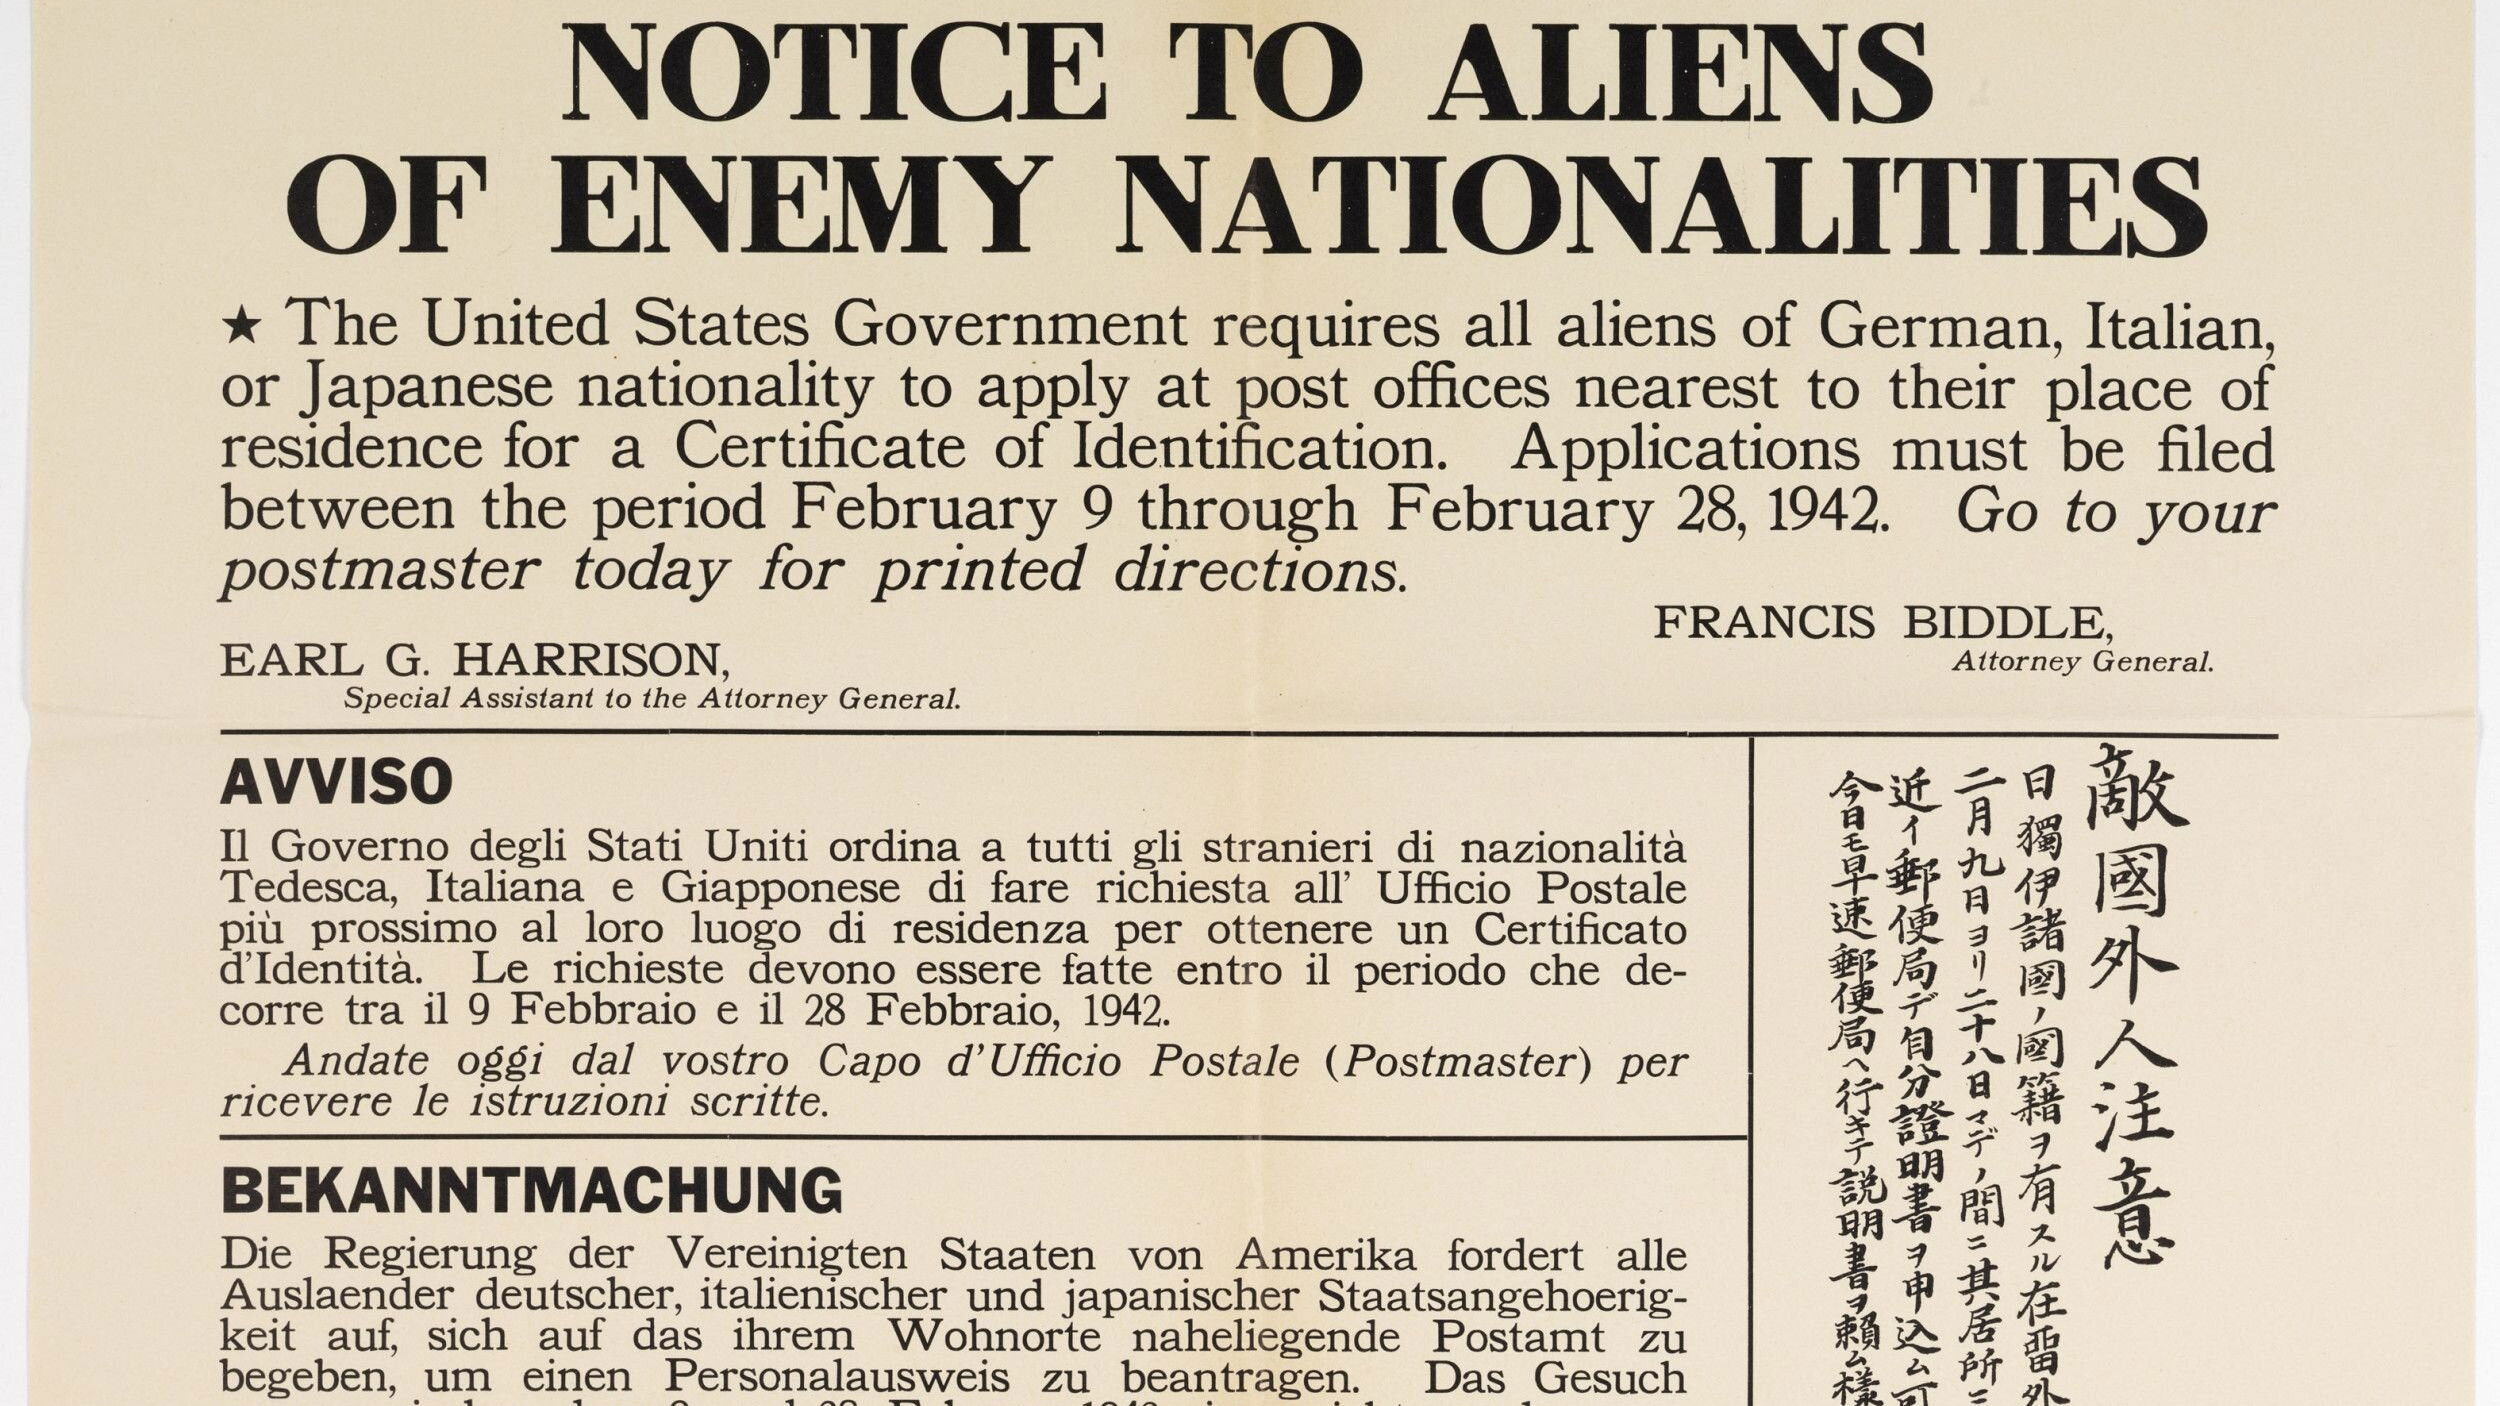 NOTICE TO ALIENS
OF ENEMY NATIONALITIES
★ The United States Government requires all aliens of German, Italian,
or Japanese nationality to apply at post offices nearest to their place of
residence for a Certificate of Identification. Applications must be filed
between the period February 9 through February 28, 1942. Go to your
postmaster today for printed directions.
FRANCIS BIDDLE,
Attorney General.
EARL G. HARRISON,
Special Assistant to the Attorney General.
AVVISO
Il Governo degli Stati Uniti ordina a tutti gli stranieri di nazionalità
Tedesca, Italiana e Giapponese di fare richiesta all' Ufficio Postale
più prossimo al loro luogo di residenza per ottenere un Certificato
d'Identità. Le richieste devono essere fatte entro il periodo che de-
corre tra il 9 Febbraio e il 28 Febbraio, 1942.
Andate oggi dal vostro Capo d'Ufficio Postale (Postmaster) per
ricevere le istruzioni scritte.
BEKANNTMACHUNG
Die Regierung der Vereinigten Staaten von Amerika fordert alle
Auslaender deutscher, italienischer und japanischer Staatsangehoerig-
keit auf, sich auf das ihrem Wohnorte naheliegende Postamt zu
begeben, um einen Personalausweis zu beantragen. Das Gesuch
敵國外人注意
日獨伊諸國ノ國籍ヲ有スル在留外
二月九日ヨリ二十八日マデノ間ニ其居所ニ
近イ郵便局デ自分證明書ヲ申込ム可
今日モ早速郵便局ヘ行キテ説明書ヲ賴ム様